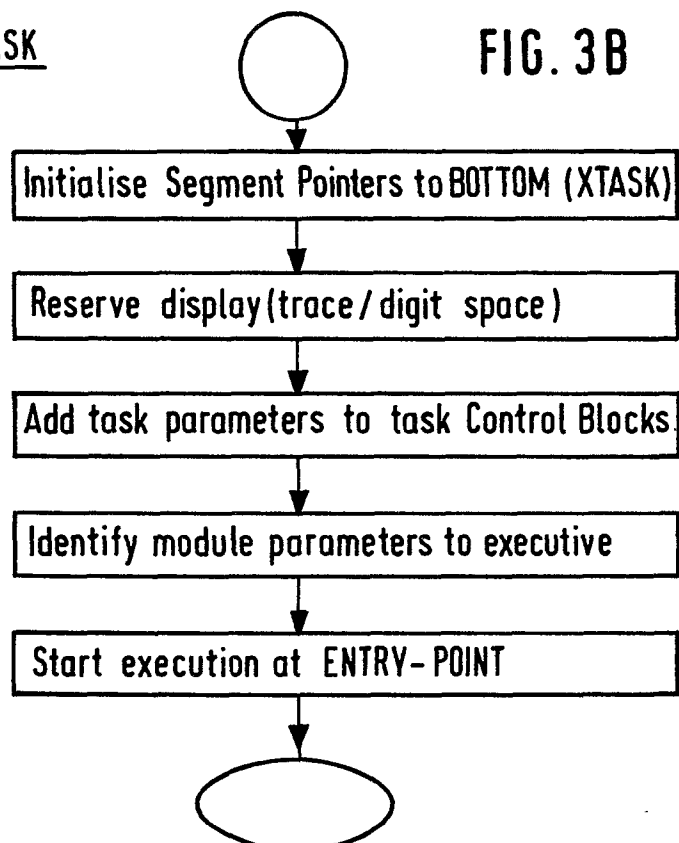 FIG. 3B
Initialise Segment Pointers to BOTTOM (XTASK)
Reserve display (trace/digit space)
Add task parameters to task Control Blocks.
Identify module parameters to executive
Start execution at ENTRY-POINT